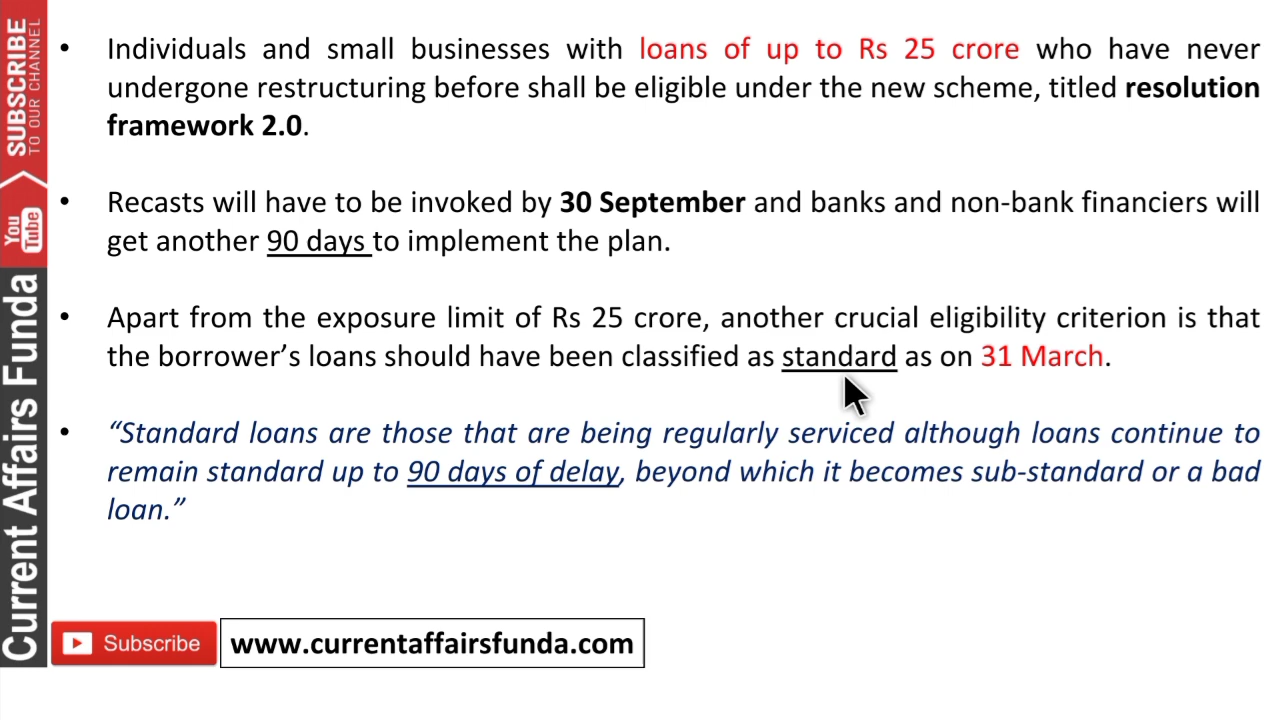 • Individuals and small businesses with loans of up to Rs 25 crore who have never
undergone restructuring before shall be eligible under the new scheme, titled resolution
framework 2.0.
• Recasts will have to be invoked by 30 September and banks and non-bank financiers will
get another 90 days to implement the plan.
• Apart from the exposure limit of Rs 25 crore, another crucial eligibility criterion is that
the borrower’s loans should have been classified as standard as on 31 March.
• “Standard loans are those that are being regularly serviced although loans continue to
remain standard up to 90 days of delay, beyond which it becomes sub-standard or a bad
loan.”
SUBSCRIBE
TO OUR CHANNEL
You
Tube
Current Affairs Funda
Subscribe
www.currentaffairsfunda.com